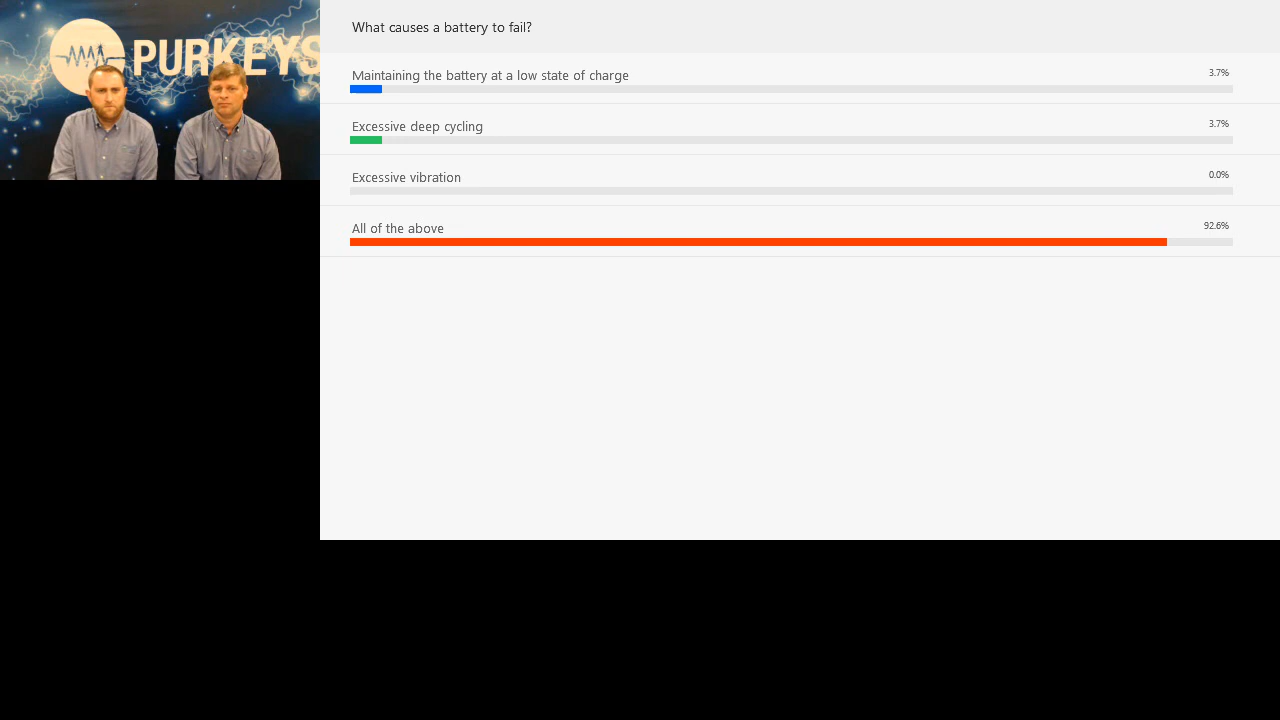 PURKEYS
What causes a battery to fail?
Maintaining the battery at a low state of charge 3.7%
Excessive deep cycling 3.7%
Excessive vibration 0.0%
All of the above 92.6%